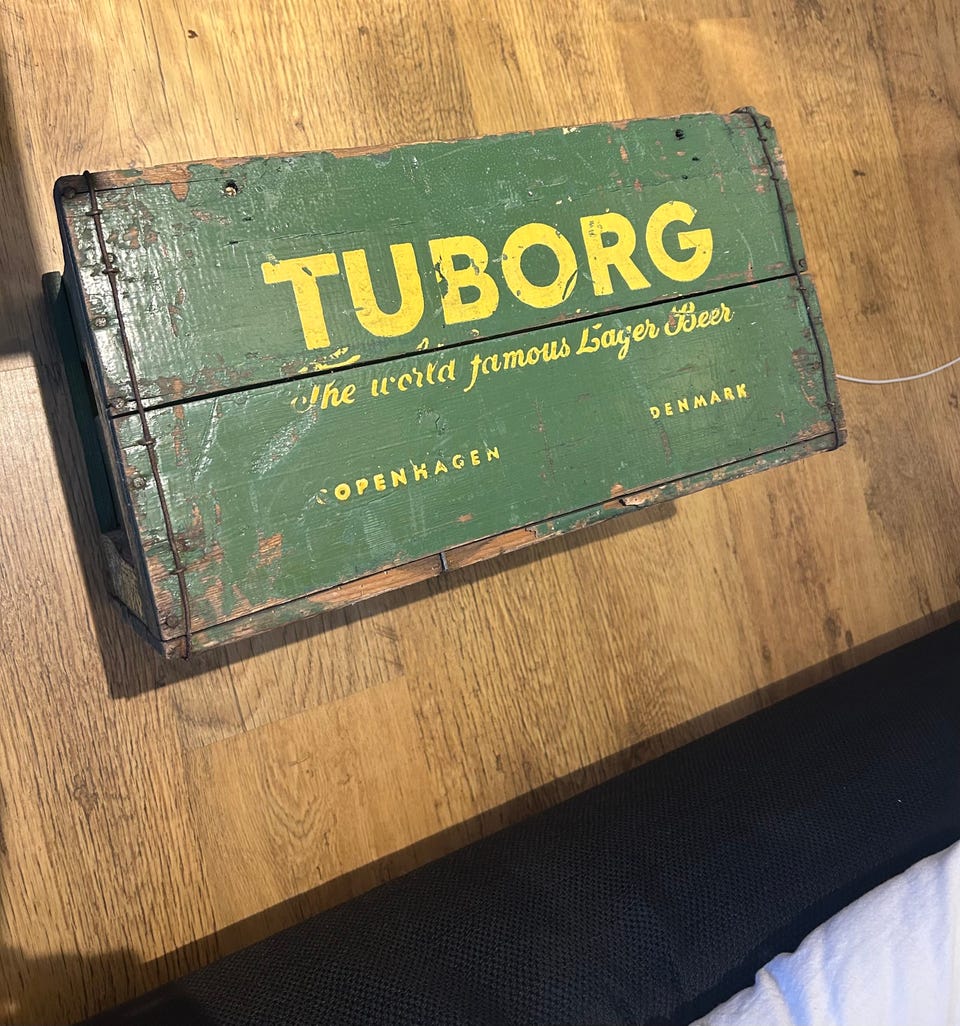 TUBORG
The world famous Lager Beer
COPENHAGEN DENMARK